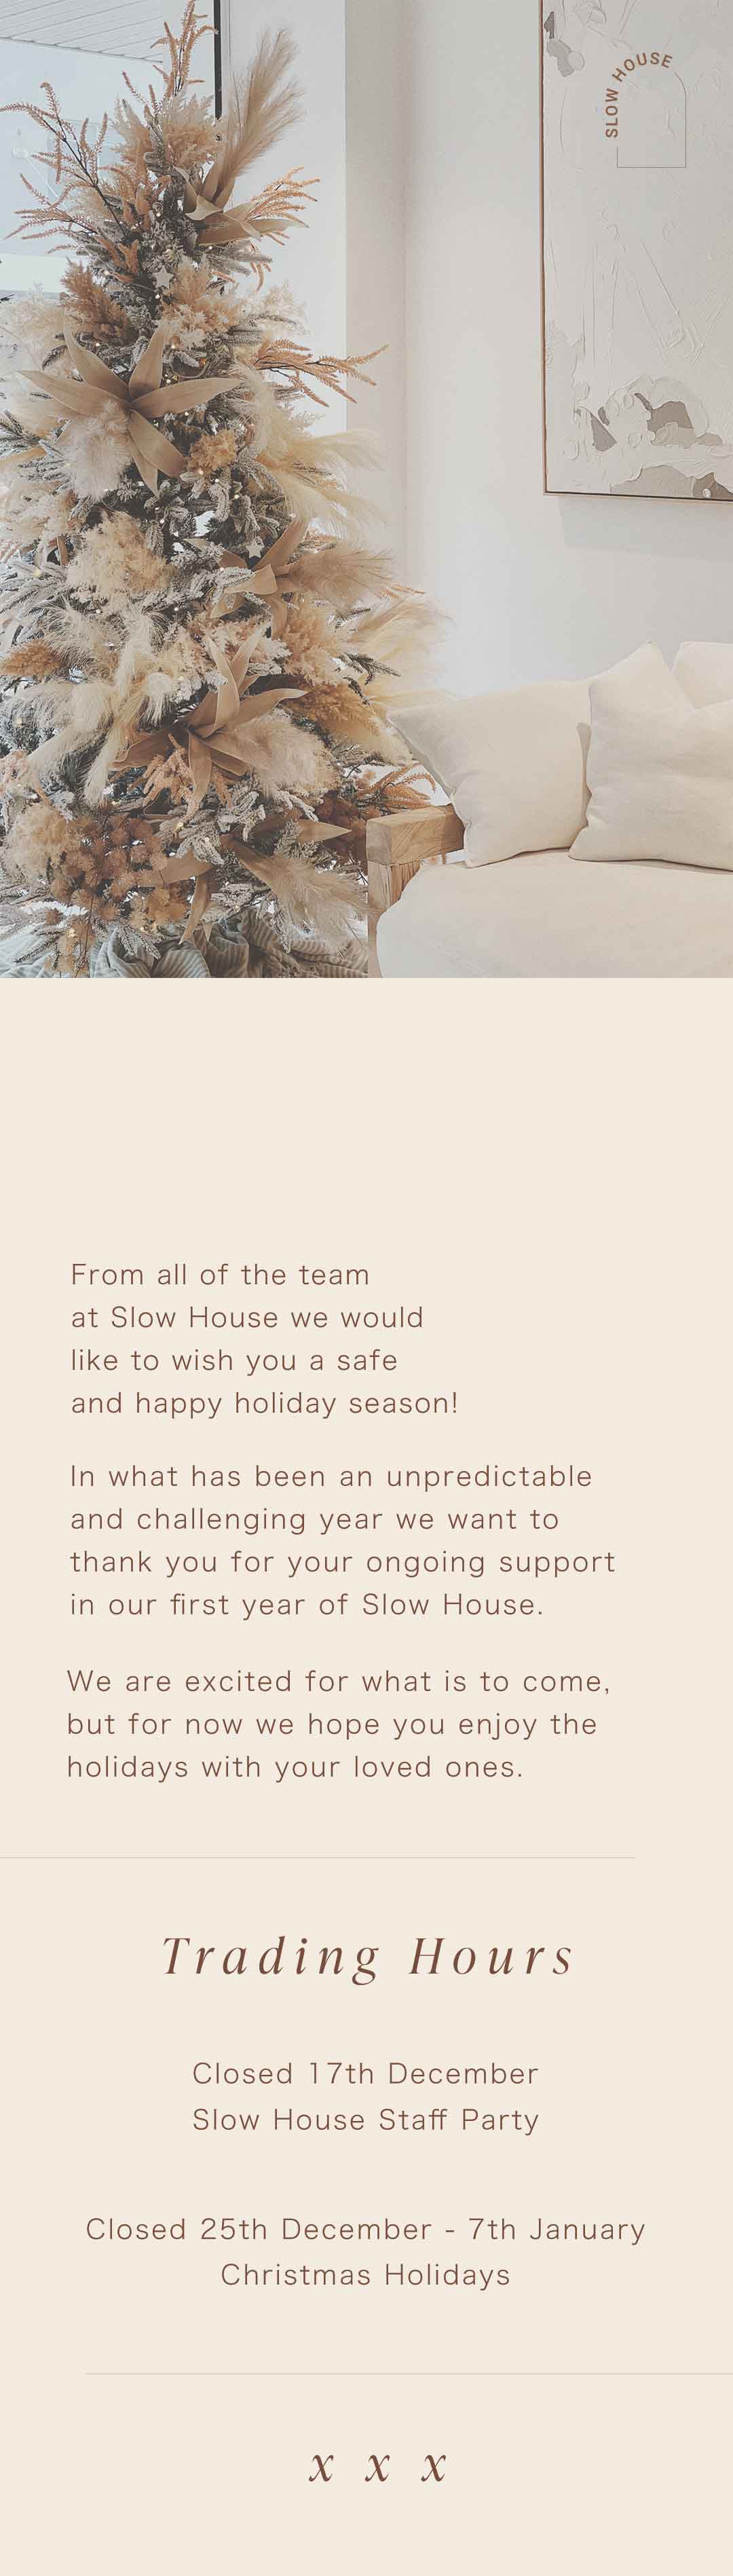 SLOW HOUSE
From all of the team
at Slow House we would
like to wish you a safe
and happy holiday season!
In what has been an unpredictable
and challenging year we want to
thank you for your ongoing support
in our first year of Slow House.
We are excited for what is to come,
but for now we hope you enjoy the
holidays with your loved ones.
Trading Hours
Closed 17th December
Slow House Staff Party
Closed 25th December - 7th January
Christmas Holidays
x x x